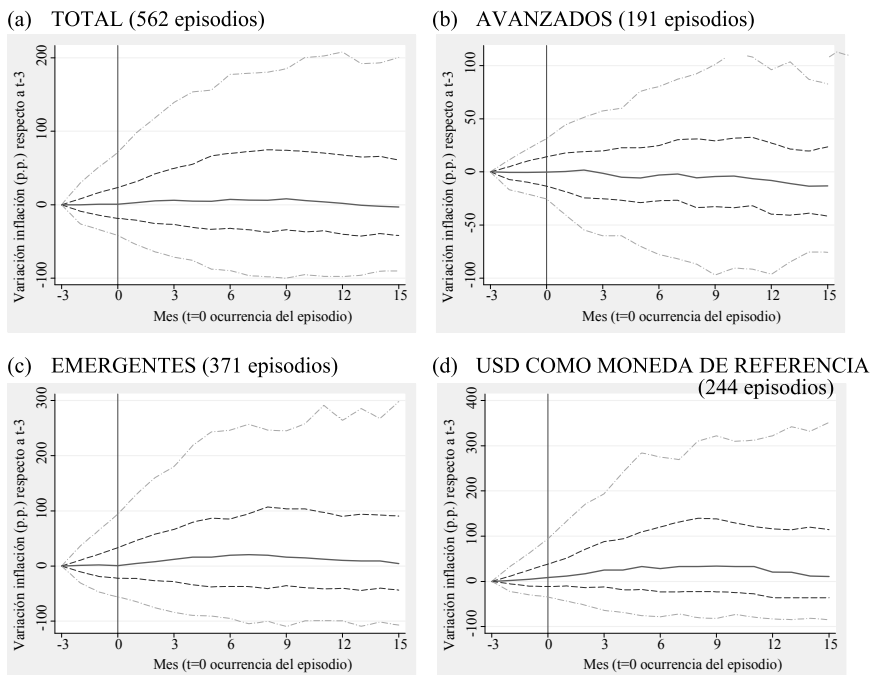 (a) TOTAL (562 episodios)
Variación inflación (p.p.) respecto a t-3
200
100
0
-100
-3 0 3 6 9 12 15
Mes (t=0 ocurrencia del episodio)
(b) AVANZADOS (191 episodios)
Variación inflación (p.p.) respecto a t-3
100
50
0
-50
-100
-3 0 3 6 9 12 15
Mes (t=0 ocurrencia del episodio)
(c) EMERGENTES (371 episodios)
Variación inflación (p.p.) respecto a t-3
300
200
100
0
-100
-3 0 3 6 9 12 15
Mes (t=0 ocurrencia del episodio)
(d) USD COMO MONEDA DE REFERENCIA
(244 episodios)
Variación inflación (p.p.) respecto a t-3
400
300
200
100
0
-100
-3 0 3 6 9 12 15
Mes (t=0 ocurrencia del episodio)